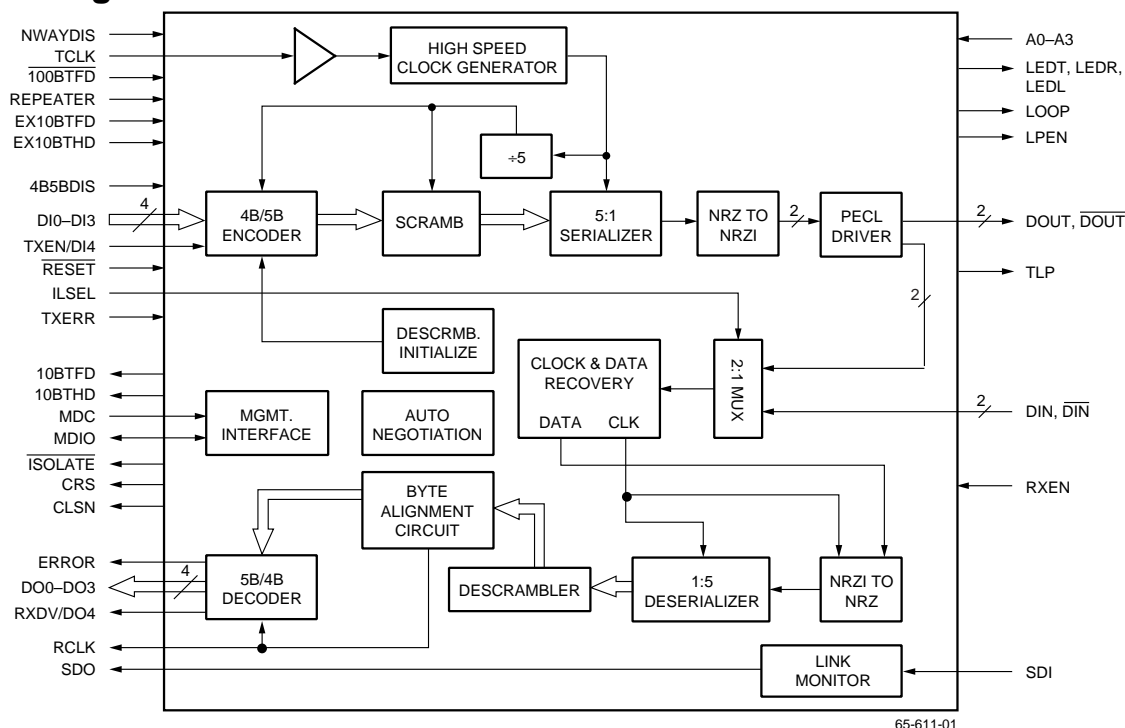 NWAYDIS
TCLK
100BTFD
REPEATER
EX10BTFD
EX10BTHD
4B5BDIS
DI0–DI3
TXEN/DI4
RESET
ILSEL
TXERR
10BTFD
10BTHD
MDC
MDIO
ISOLATE
CRS
CLSN
ERROR
DO0–DO3
RXDV/DO4
RCLK
SDO
HIGH SPEED
CLOCK GENERATOR
÷5
4
4B/5B
ENCODER
SCRAMB
5:1
SERIALIZER
NRZ TO
NRZI
2
PECL
DRIVER
2
2
DESCRMB.
INITIALIZE
CLOCK & DATA
RECOVERY
DATA CLK
2:1 MUX
2
MGMT.
INTERFACE
AUTO
NEGOTIATION
BYTE
ALIGNMENT
CIRCUIT
4
5B/4B
DECODER
DESCRAMBLER
1:5
DESERIALIZER
NRZI TO
NRZ
LINK
MONITOR
A0–A3
LEDT, LEDR,
LEDL
LOOP
LPEN
DOUT, DOUT
TLP
DIN, DIN
RXEN
SDI
65-611-01